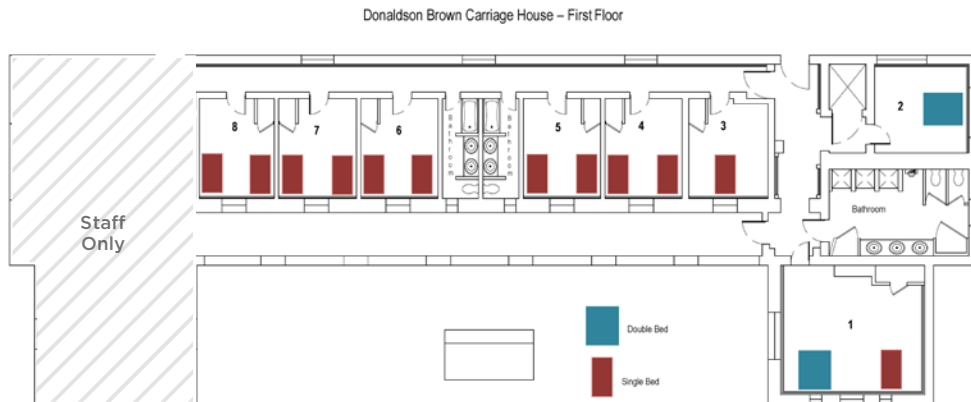 Donaldson Brown Carriage House – First Floor
8
7
6
Bathroom
Bathroom
5
4
3
2
Staff
Only
Bathroom
1
Double Bed
Single Bed